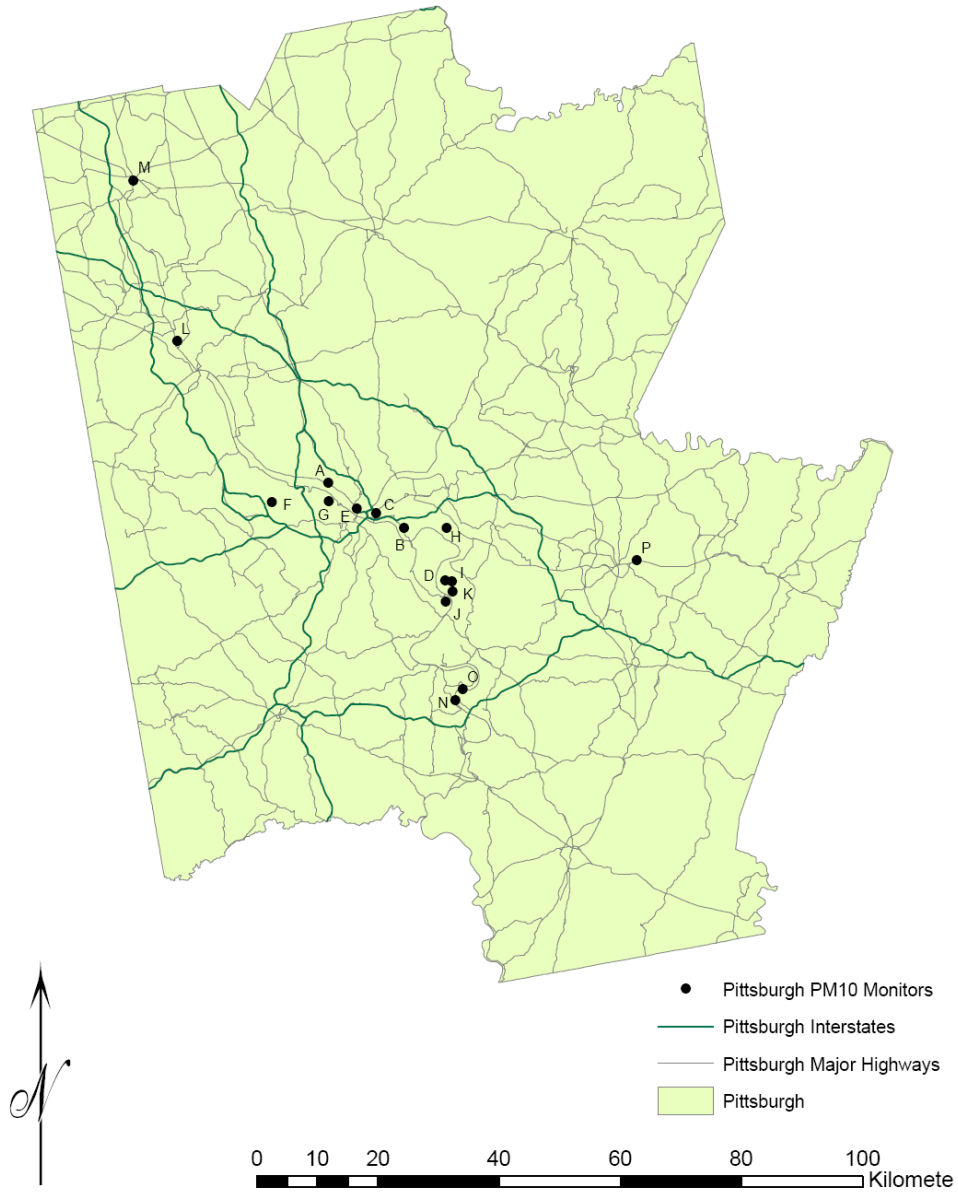 M
L
A
F
G
E
C
B
H
P
D
I
K
J
O
N
Pittsburgh PM10 Monitors
Pittsburgh Interstates
Pittsburgh Major Highways
Pittsburgh
N
0 10 20 40 60 80 100
Kilomete